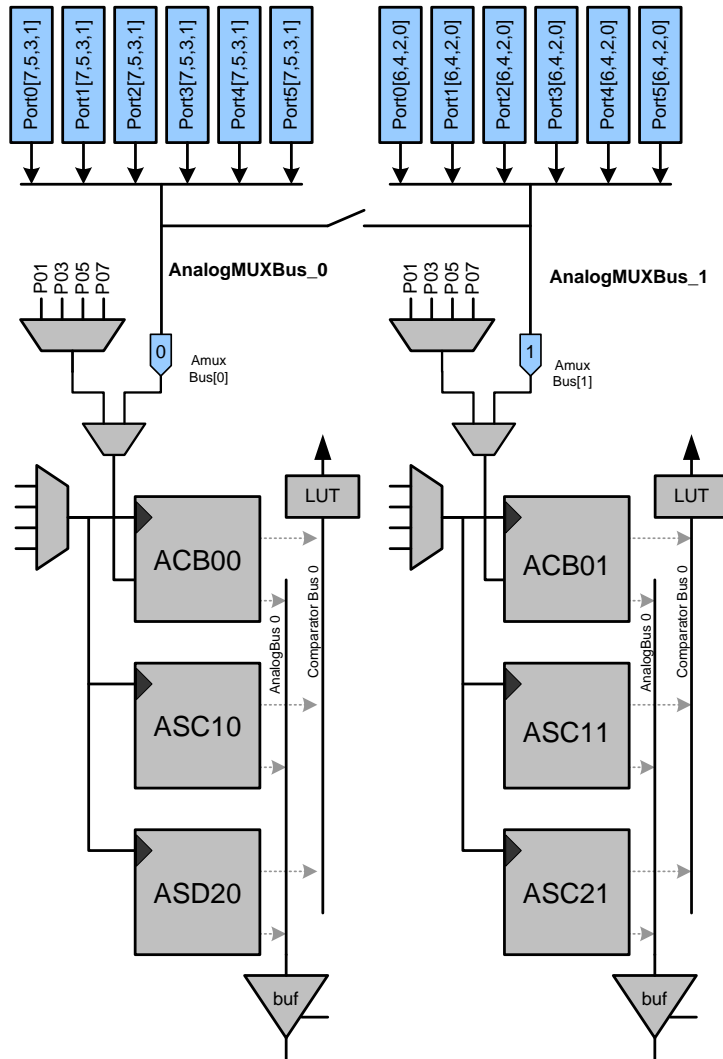 Port0[7,5,3,1]
Port1[7,5,3,1]
Port2[7,5,3,1]
Port3[7,5,3,1]
Port4[7,5,3,1]
Port5[7,5,3,1]
Port0[6,4,2,0]
Port1[6,4,2,0]
Port2[6,4,2,0]
Port3[6,4,2,0]
Port4[6,4,2,0]
Port5[6,4,2,0]
AnalogMUXBus_0
AnalogMUXBus_1
P01
P03
P05
P07
P01
P03
P05
P07
0
Amux
Bus[0]
1
Amux
Bus[1]
LUT
LUT
ACB00
ACB01
AnalogBus 0
Comparator Bus 0
AnalogBus 0
Comparator Bus 0
ASC10
ASC11
ASD20
ASC21
buf
buf